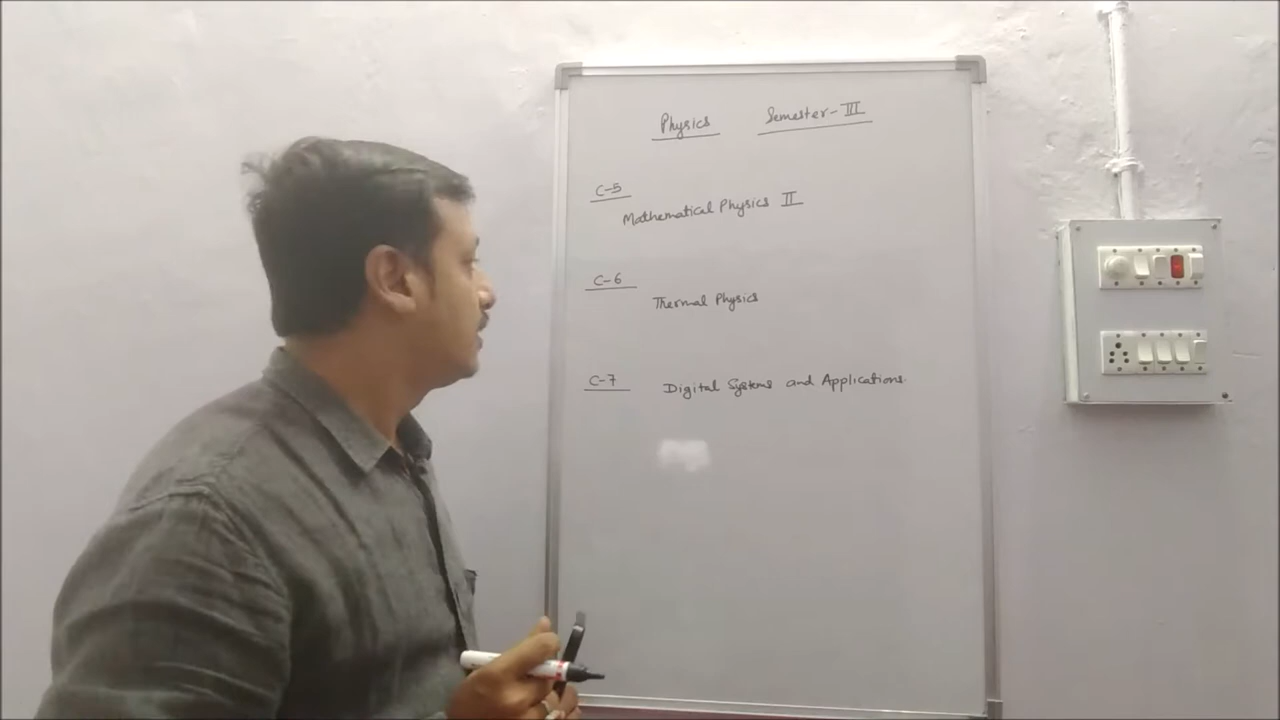 Physics Semester-III
C-5
Mathematical Physics II
C-6
Thermal Physics
C-7 Digital Systems and Applications.